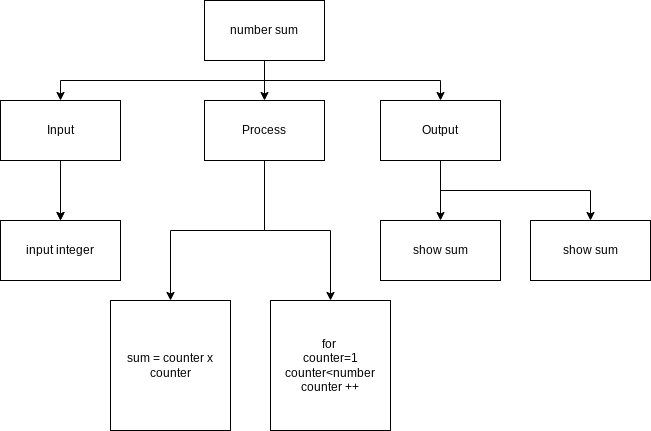 number sum
Input
Process
Output
input integer
show sum
show sum
sum = counter x
counter
for
counter=1
counter<number
counter ++